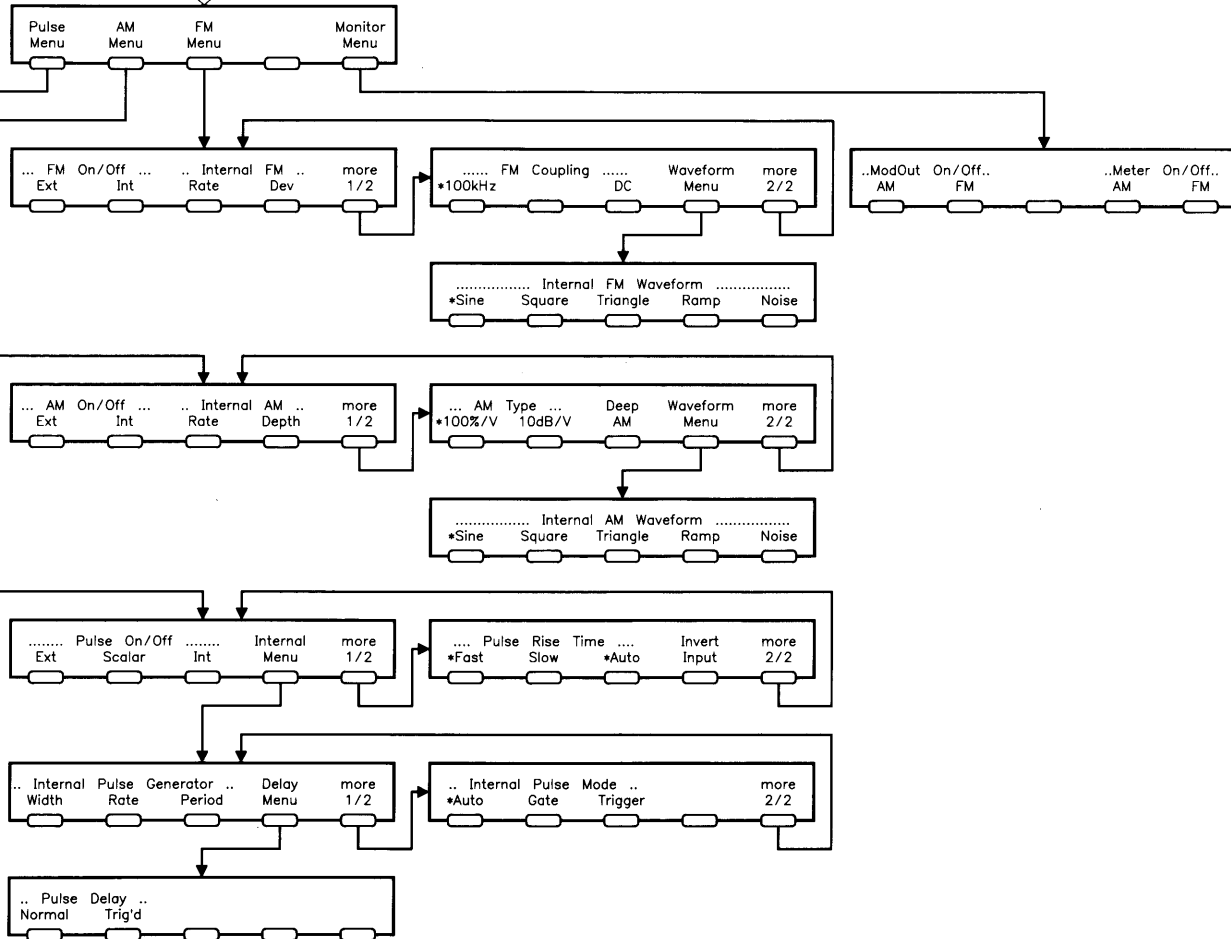 Pulse AM FM Monitor
Menu Menu Menu Menu
... FM On/Off ... .. Internal FM .. more
Ext Int Rate Dev 1/2
...... FM Coupling ...... Waveform more
*100kHz DC Menu 2/2
..ModOut On/Off.. ..Meter On/Off..
AM FM AM FM
................. Internal FM Waveform .................
*Sine Square Triangle Ramp Noise
... AM On/Off ... .. Internal AM .. more
Ext Int Rate Depth 1/2
... AM Type ... Deep Waveform more
*100%/V 10dB/V AM Menu 2/2
................. Internal AM Waveform .................
*Sine Square Triangle Ramp Noise
........ Pulse On/Off ........ Internal more
Ext Scalar Int Menu 1/2
.... Pulse Rise Time .... Invert more
*Fast Slow *Auto Input 2/2
.. Internal Pulse Generator .. Delay more
Width Rate Period Menu 1/2
.. Internal Pulse Mode .. more
*Auto Gate Trigger 2/2
.. Pulse Delay ..
Normal Trig'd